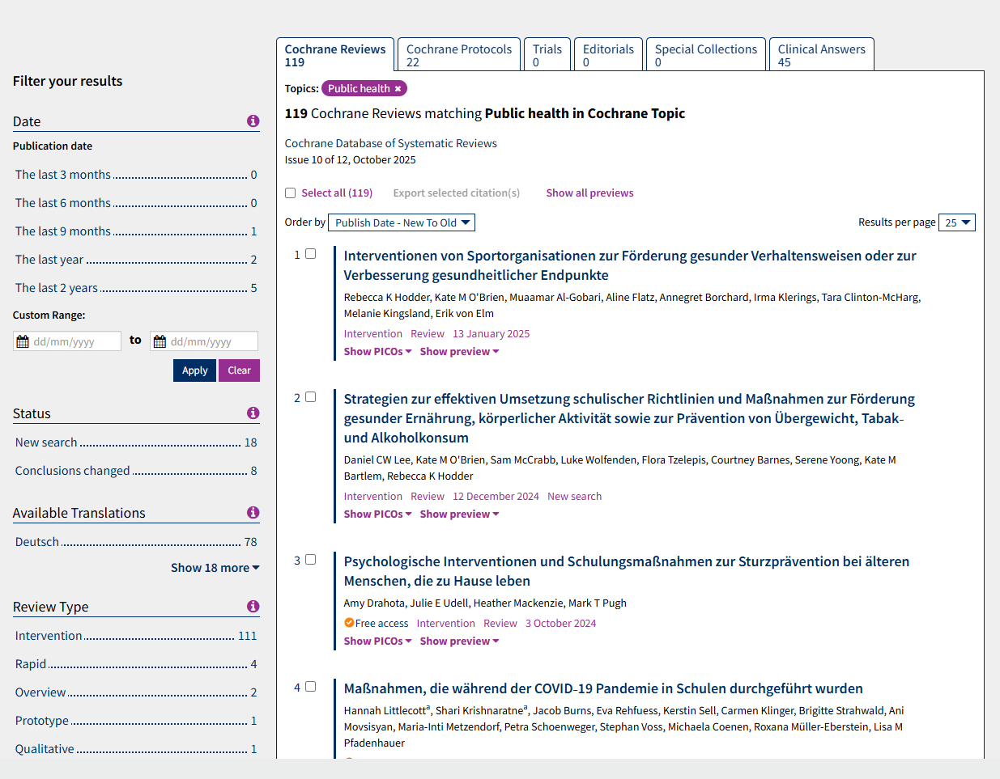 Cochrane Reviews
119
Cochrane Protocols
22
Trials
0
Editorials
0
Special Collections
0
Clinical Answers
45
Filter your results
Date
Publication date
The last 3 months 0
The last 6 months 0
The last 9 months 1
The last year 2
The last 2 years 5
Custom Range:
dd/mm/yyyy to dd/mm/yyyy
Apply Clear
Status
New search 18
Conclusions changed 8
Available Translations
Deutsch 78
Show 18 more
Review Type
Intervention 111
Rapid 4
Overview 2
Prototype 1
Qualitative 1
Topics: Public health ✖
119 Cochrane Reviews matching Public health in Cochrane Topic
Cochrane Database of Systematic Reviews
Issue 10 of 12, October 2025
Select all (119) Export selected citation(s) Show all previews
Order by Publish Date - New To Old Results per page 25
1 Interventionen von Sportorganisationen zur Förderung gesunder Verhaltensweisen oder zur
Verbesserung gesundheitlicher Endpunkte
Rebecca K Hodder, Kate M O'Brien, Muaamar Al-Gobari, Aline Flatz, Annegret Borchard, Irma Klerings, Tara Clinton-McHarg,
Melanie Kingsland, Erik von Elm
Intervention Review 13 January 2025
Show PICOs Show preview
2 Strategien zur effektiven Umsetzung schulischer Richtlinien und Maßnahmen zur Förderung
gesunder Ernährung, körperlicher Aktivität sowie zur Prävention von Übergewicht, Tabak-
und Alkoholkonsum
Daniel CW Lee, Kate M O'Brien, Sam McCrabb, Luke Wolfenden, Flora Tzelepis, Courtney Barnes, Serene Yoong, Kate M
Bartlem, Rebecca K Hodder
Intervention Review 12 December 2024 New search
Show PICOs Show preview
3 Psychologische Interventionen und Schulungsmaßnahmen zur Sturzprävention bei älteren
Menschen, die zu Hause leben
Amy Drahota, Julie E Udell, Heather Mackenzie, Mark T Pugh
Free access Intervention Review 3 October 2024
Show PICOs Show preview
4 Maßnahmen, die während der COVID-19 Pandemie in Schulen durchgeführt wurden
Hannah Littlecottᵃ, Shari Krishnaratneᵃ, Jacob Burns, Eva Rehfuess, Kerstin Sell, Carmen Klinger, Brigitte Strahwald, Ani
Movsisyan, Maria-Inti Metzendorf, Petra Schoenweger, Stephan Voss, Michaela Coenen, Roxana Müller-Eberstein, Lisa M
Pfadenhauer